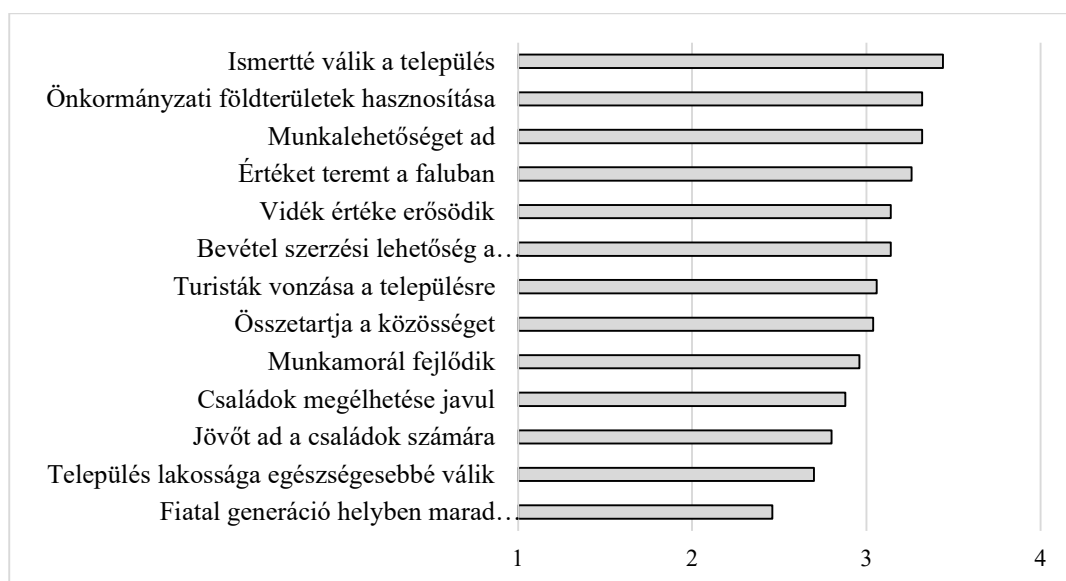 Ismertté válik a település
Önkormányzati földterületek hasznosítása
Munkalehetőséget ad
Értéket teremt a faluban
Vidék értéke erősödik
Bevétel szerzési lehetőség a…
Turisták vonzása a településre
Összetartja a közösséget
Munkamorál fejlődik
Családok megélhetése javul
Jövőt ad a családok számára
Település lakossága egészségesebbé válik
Fiatal generáció helyben marad…
1 2 3 4